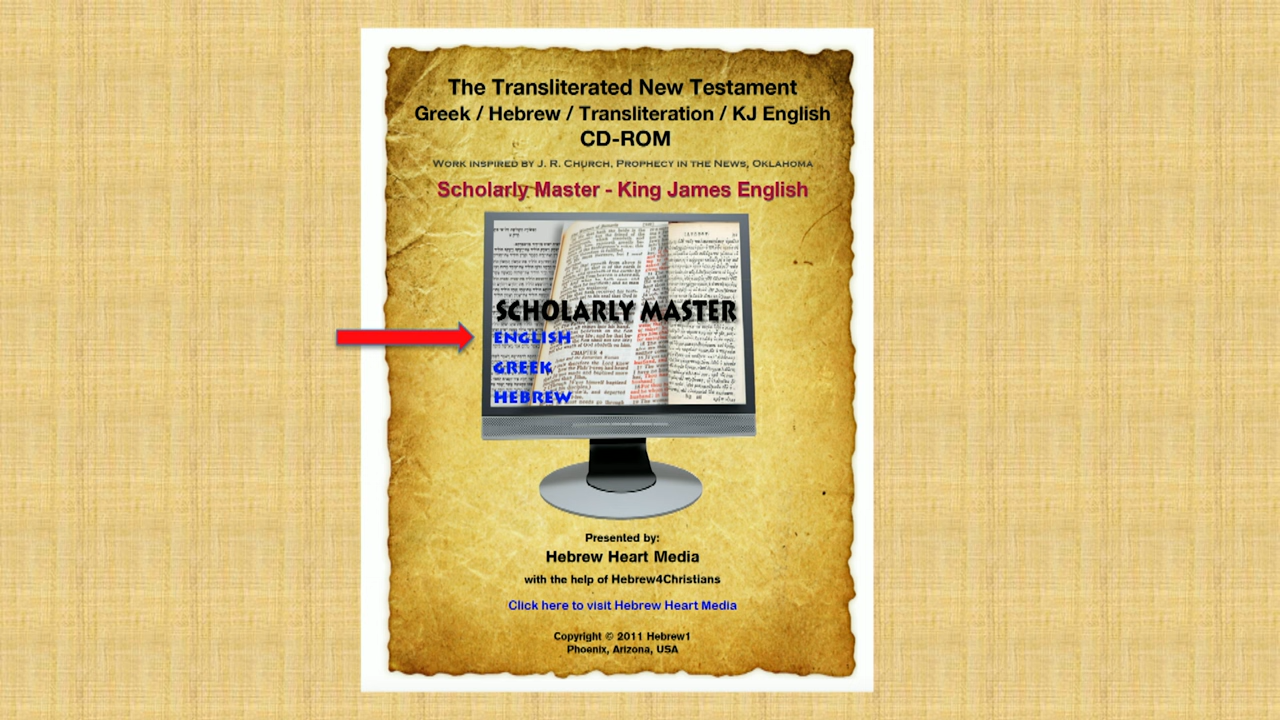 The Transliterated New Testament
Greek / Hebrew / Transliteration / KJ English
CD-ROM
Work inspired by J. R. Church, Prophecy in the News, Oklahoma
Scholarly Master - King James English
SCHOLARLY MASTER
ENGLISH
GREEK
HEBREW
CHAPTER 4
Presented by:
Hebrew Heart Media
with the help of Hebrew4Christians
Click here to visit Hebrew Heart Media
Copyright © 2011 Hebrew1
Phoenix, Arizona, USA